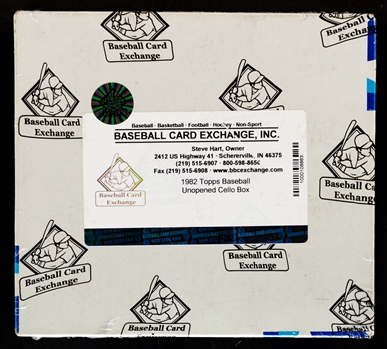 Baseball Card
Exchange
Baseball Card
Exchange
Baseball · Basketball · Football · Hockey · Non-Sport
BASEBALL CARD EXCHANGE, INC.
Steve Hart, Owner
2412 US Highway 41 · Schererville, IN 46375
(219) 515-6907 · 800-598-8656
Fax (219) 515-6908 · www.bbcexchange.com
1982 Topps Baseball
Unopened Cello Box
Baseball Card
Exchange
Baseball Card
Exchange
Baseball Card
Exchange
Baseball Card
Exchange
Baseball Card